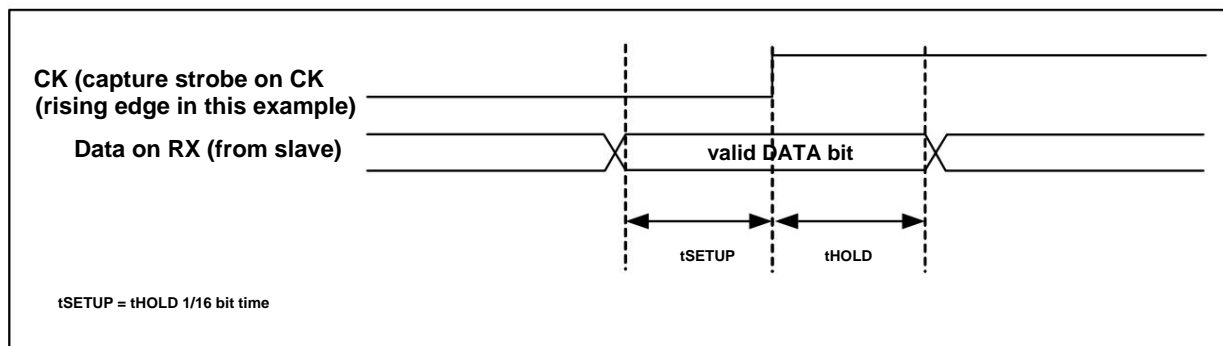 CK (capture strobe on CK
(rising edge in this example)
Data on RX (from slave)
valid DATA bit
tSETUP
tHOLD
tSETUP = tHOLD 1/16 bit time